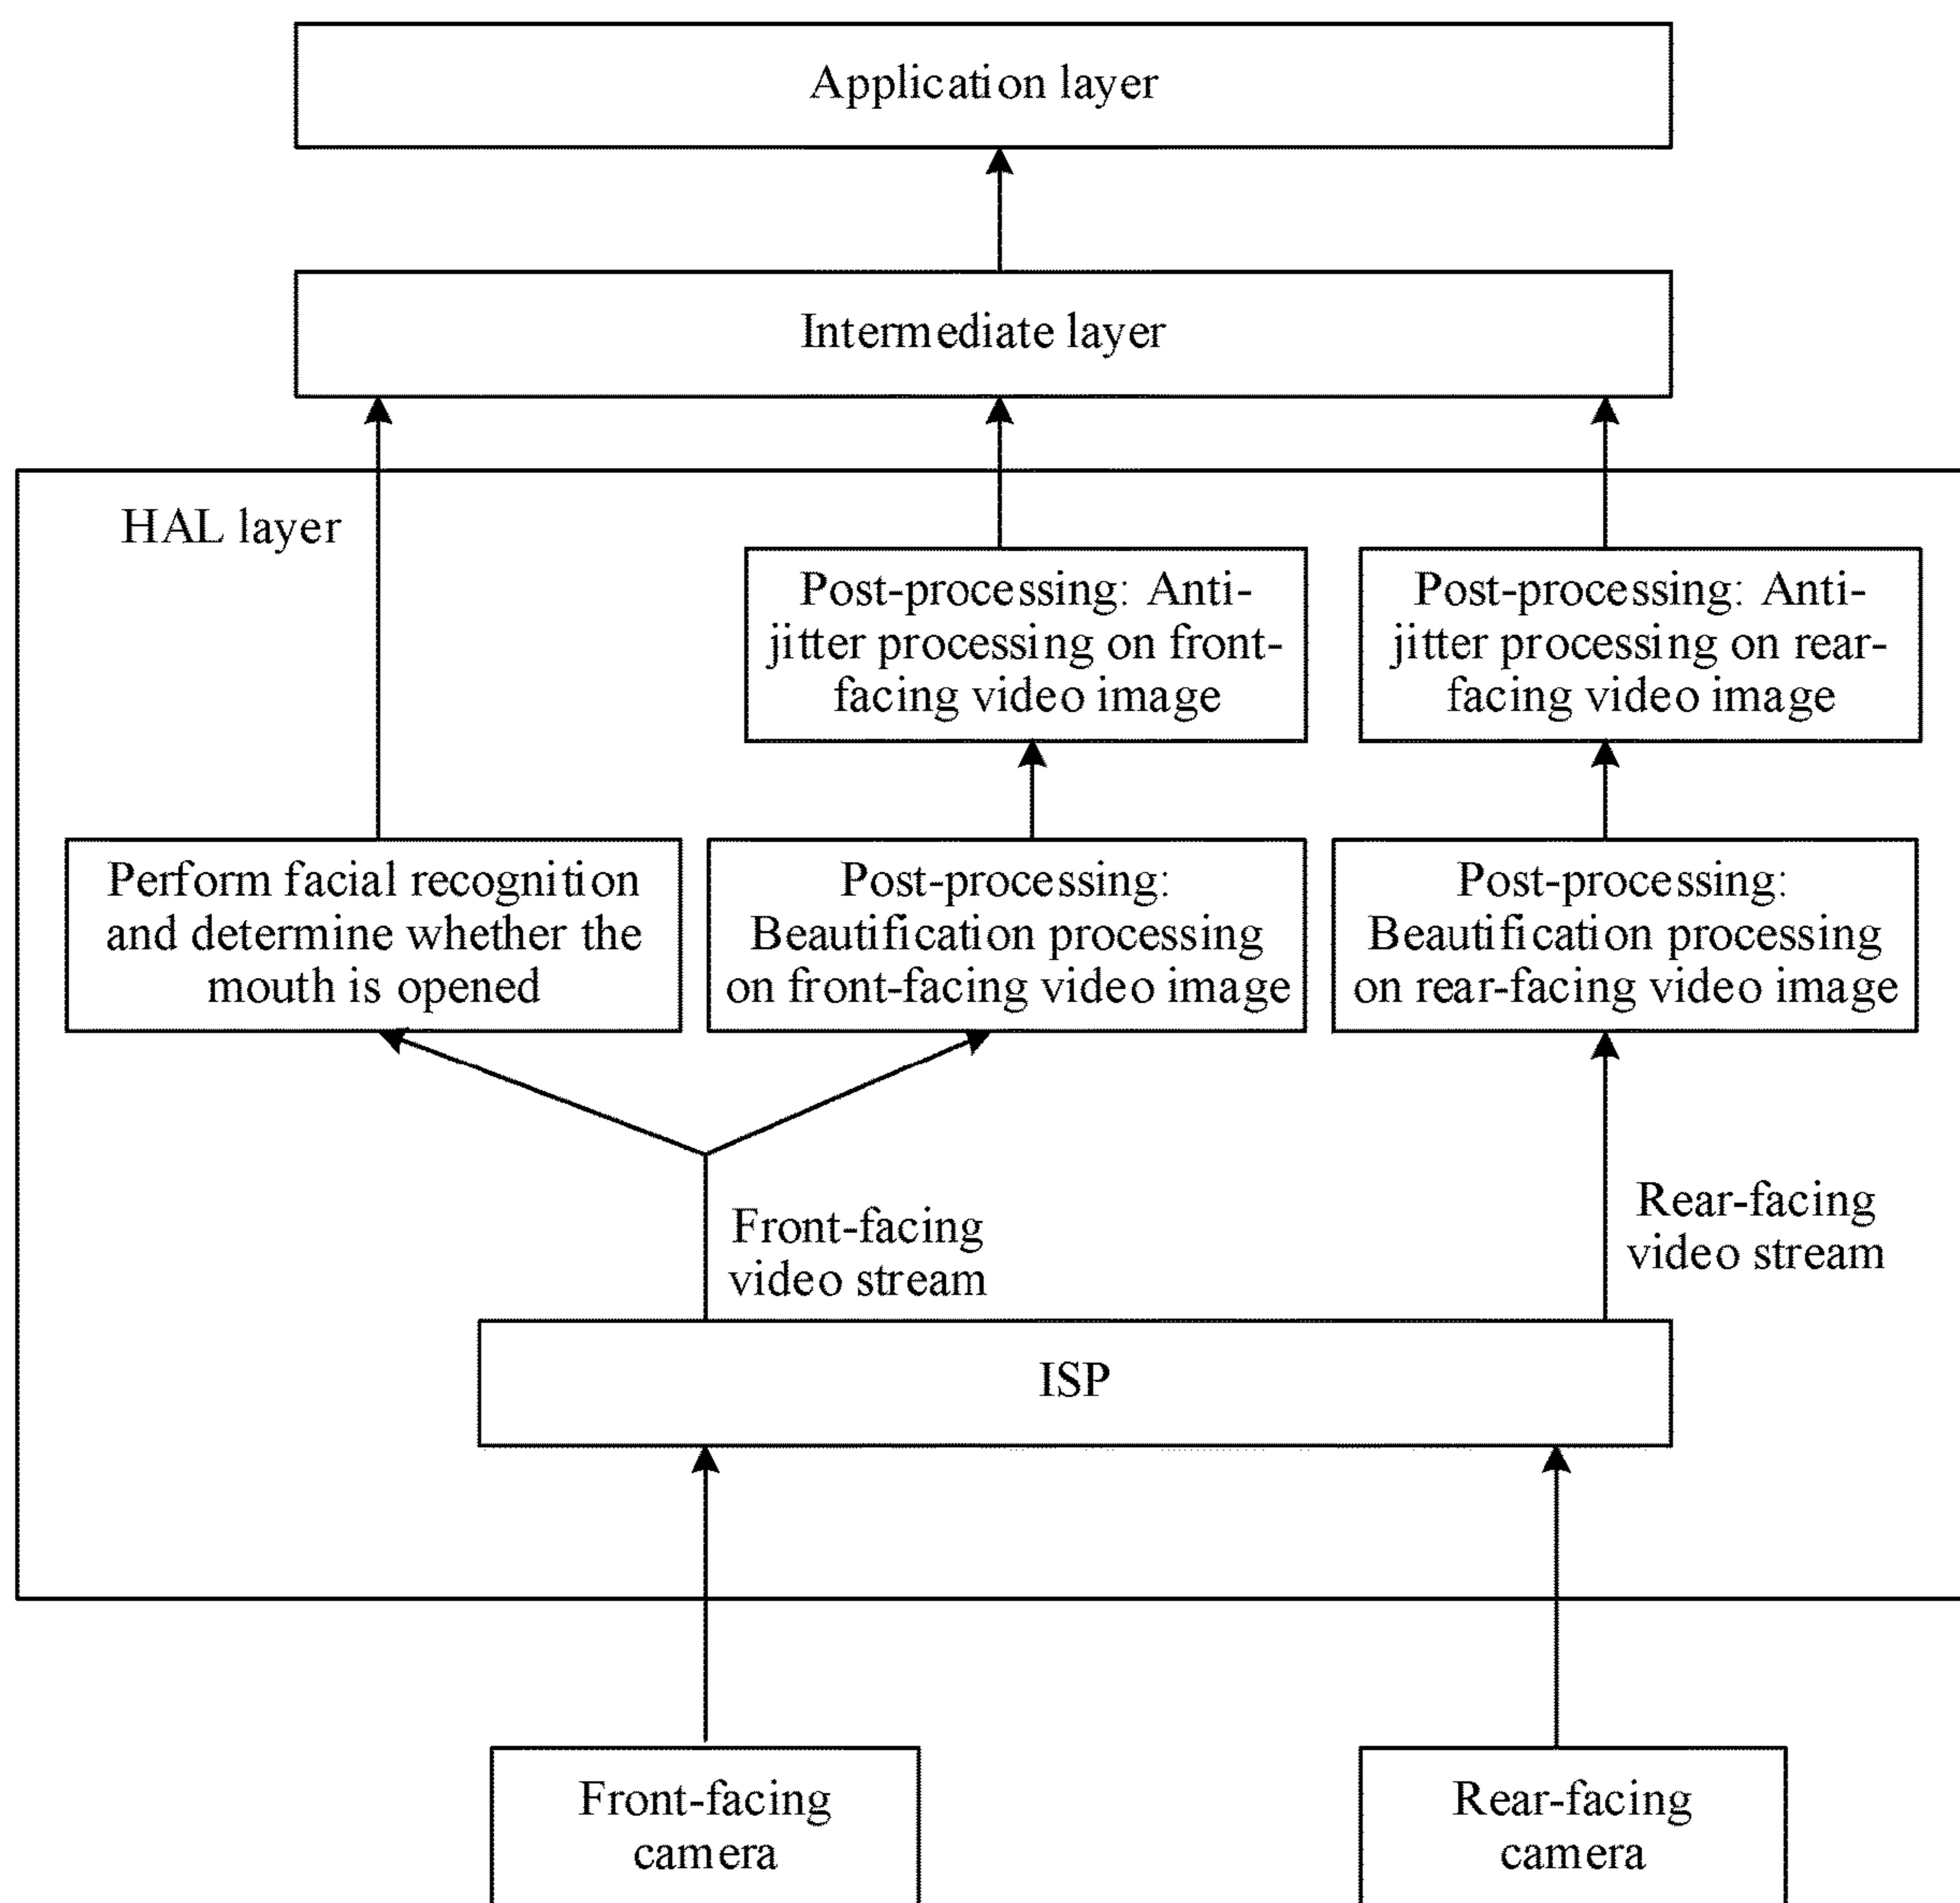 Application layer
Intermediate layer
HAL layer
Post-processing: Anti-
jitter processing on front-
facing video image
Post-processing: Anti-
jitter processing on rear-
facing video image
Perform facial recognition
and determine whether the
mouth is opened
Post-processing:
Beautification processing
on front-facing video image
Post-processing:
Beautification processing
on rear-facing video image
Front-facing
video stream
Rear-facing
video stream
ISP
Front-facing
camera
Rear-facing
camera